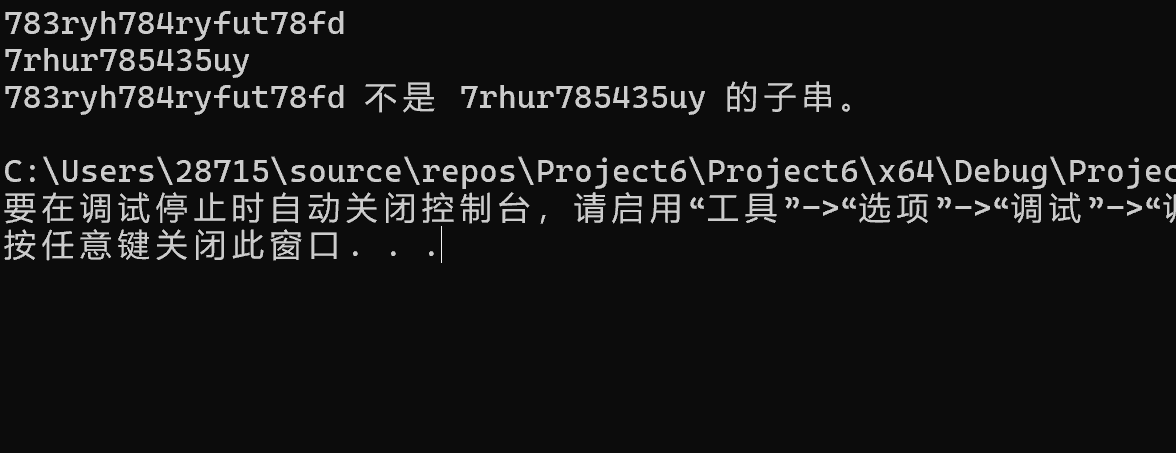 783ryh784ryfut78fd
7rhur785435uy
783ryh784ryfut78fd 不是 7rhur785435uy 的子串。
C:\Users\28715\source\repos\Project6\Project6\x64\Debug\Projec
要在调试停止时自动关闭控制台，请启用“工具”->“选项”->“调试”->“
按任意键关闭此窗口. . .